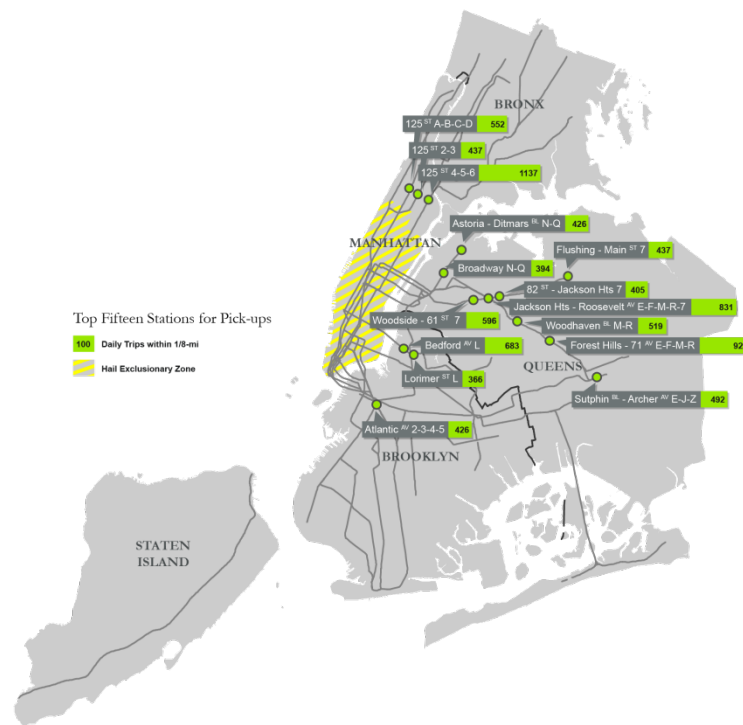 BRONX
125 ST A-B-C-D 552
125 ST 2-3 437
125 ST 4-5-6 1137
Astoria - Ditmars BL N-Q 426
MANHATTAN
Flushing - Main ST 7 437
Broadway N-Q 394
82 ST - Jackson Hts 7 405
Jackson Hts - Roosevelt AV E-F-M-R-7 831
Top Fifteen Stations for Pick-ups
Woodside - 61 ST 7 596
Woodhaven BL M-R 519
100 Daily Trips within 1/8-mi
Bedford AV L 683
Forest Hills - 71 AV E-F-M-R
Hail Exclusionary Zone
QUEENS
Lorimer ST L 366
Sutphin BL - Archer AV E-J-Z 492
Atlantic AV 2-3-4-5 426
BROOKLYN
STATEN
ISLAND